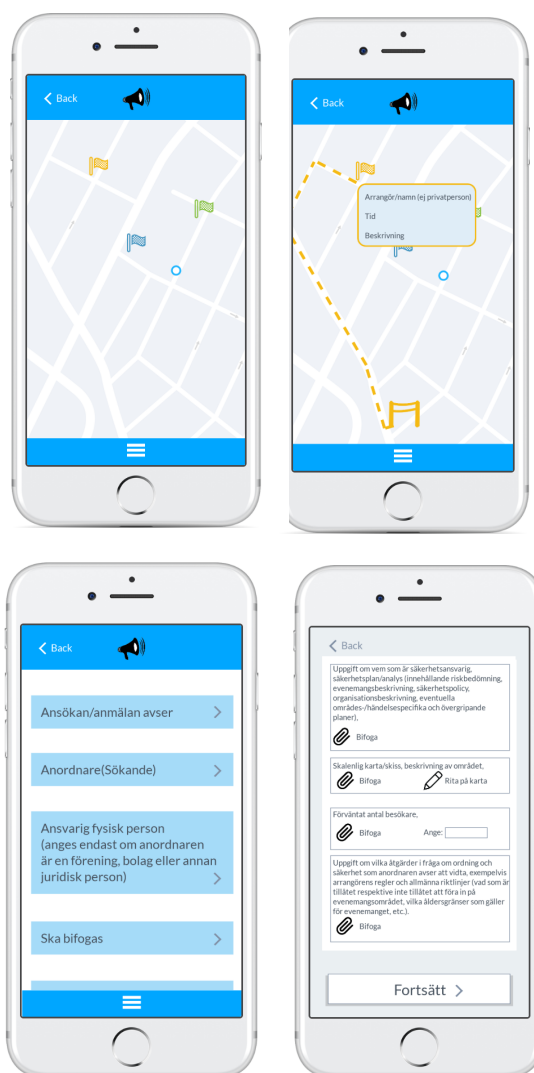 Back
Back
Arrangör/namn (ej privatperson)
Tid
Beskrivning
Back
Ansökan/anmälan avser
Anordnare(Sökande)
Ansvarig fysisk person
(anges endast om anordnaren
är en förening, bolag eller annan
juridisk person)
Ska bifogas
Back
Uppgift om vem som är säkerhetsansvarig,
säkerhetsplan/analys (innehållande riskbedömning,
evenemangsbeskrivning, säkerhetspolicy,
organisationsbeskrivning, eventuella
områdes-/händelsespecifika och övergripande
planer),
Bifoga
Skalenlig karta/skiss, beskrivning av området,
Bifoga Rita på karta
Förväntat antal besökare,
Bifoga Ange:
Uppgift om vilka åtgärder i fråga om ordning och
säkerhet som anordnaren avser att vidta, exempelvis
arrangörens regler och allmänna riktlinjer (vad som är
tillåtet respektive inte tillåtet att föra in på
evenemangsområdet, vilka åldersgränser som gäller
för evenemanget, etc.).
Bifoga
Fortsätt